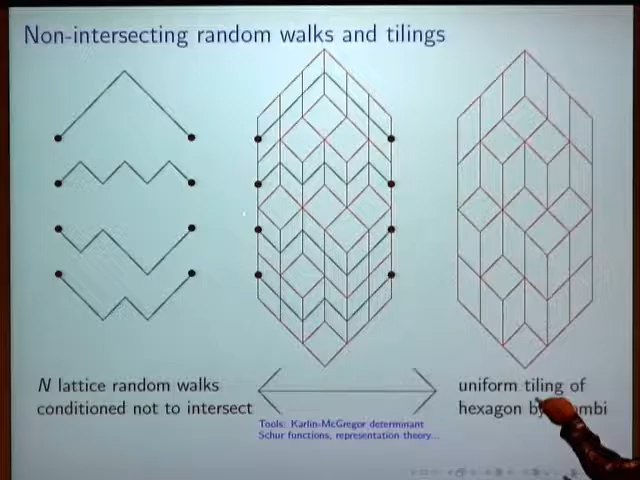 Non-intersecting random walks and tilings
N lattice random walks
conditioned not to intersect
Tools: Karlin-McGregor determinant
Schur functions, representation theory...
uniform tiling of
hexagon by